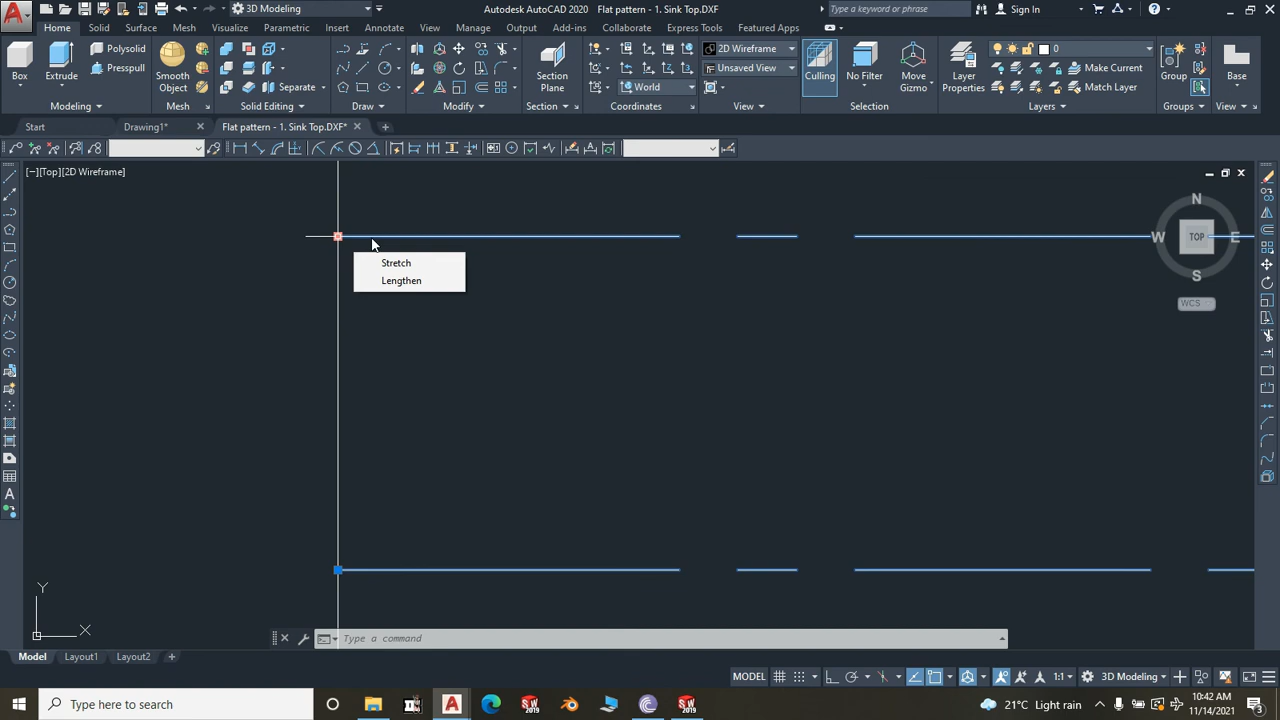 3D Modeling
Autodesk AutoCAD 2020 Flat pattern - 1. Sink Top.DXF
Type a keyword or phrase
Sign In
Home Solid Surface Mesh Visualize Parametric Insert Annotate View Manage Output Add-ins Collaborate Express Tools Featured Apps
Box
Extrude
Polysolid
Presspull
Smooth
Object
Separate
Section
Plane
World
2D Wireframe
Unsaved View
Culling
No Filter
Move
Gizmo
Layer
Properties
0
Make Current
Match Layer
Group
Base
Modeling Mesh Solid Editing Draw Modify Section Coordinates View Selection Layers Groups View
Start Drawing1* Flat pattern - 1. Sink Top.DXF*
[−][Top][2D Wireframe]
N
W TOP E
S
WCS
Stretch
Lengthen
Y
X
Type a command
Model Layout1 Layout2
MODEL 1:1 3D Modeling
Type here to search
SW
2019
SW
2019
21°C Light rain
10:42 AM
11/14/2021